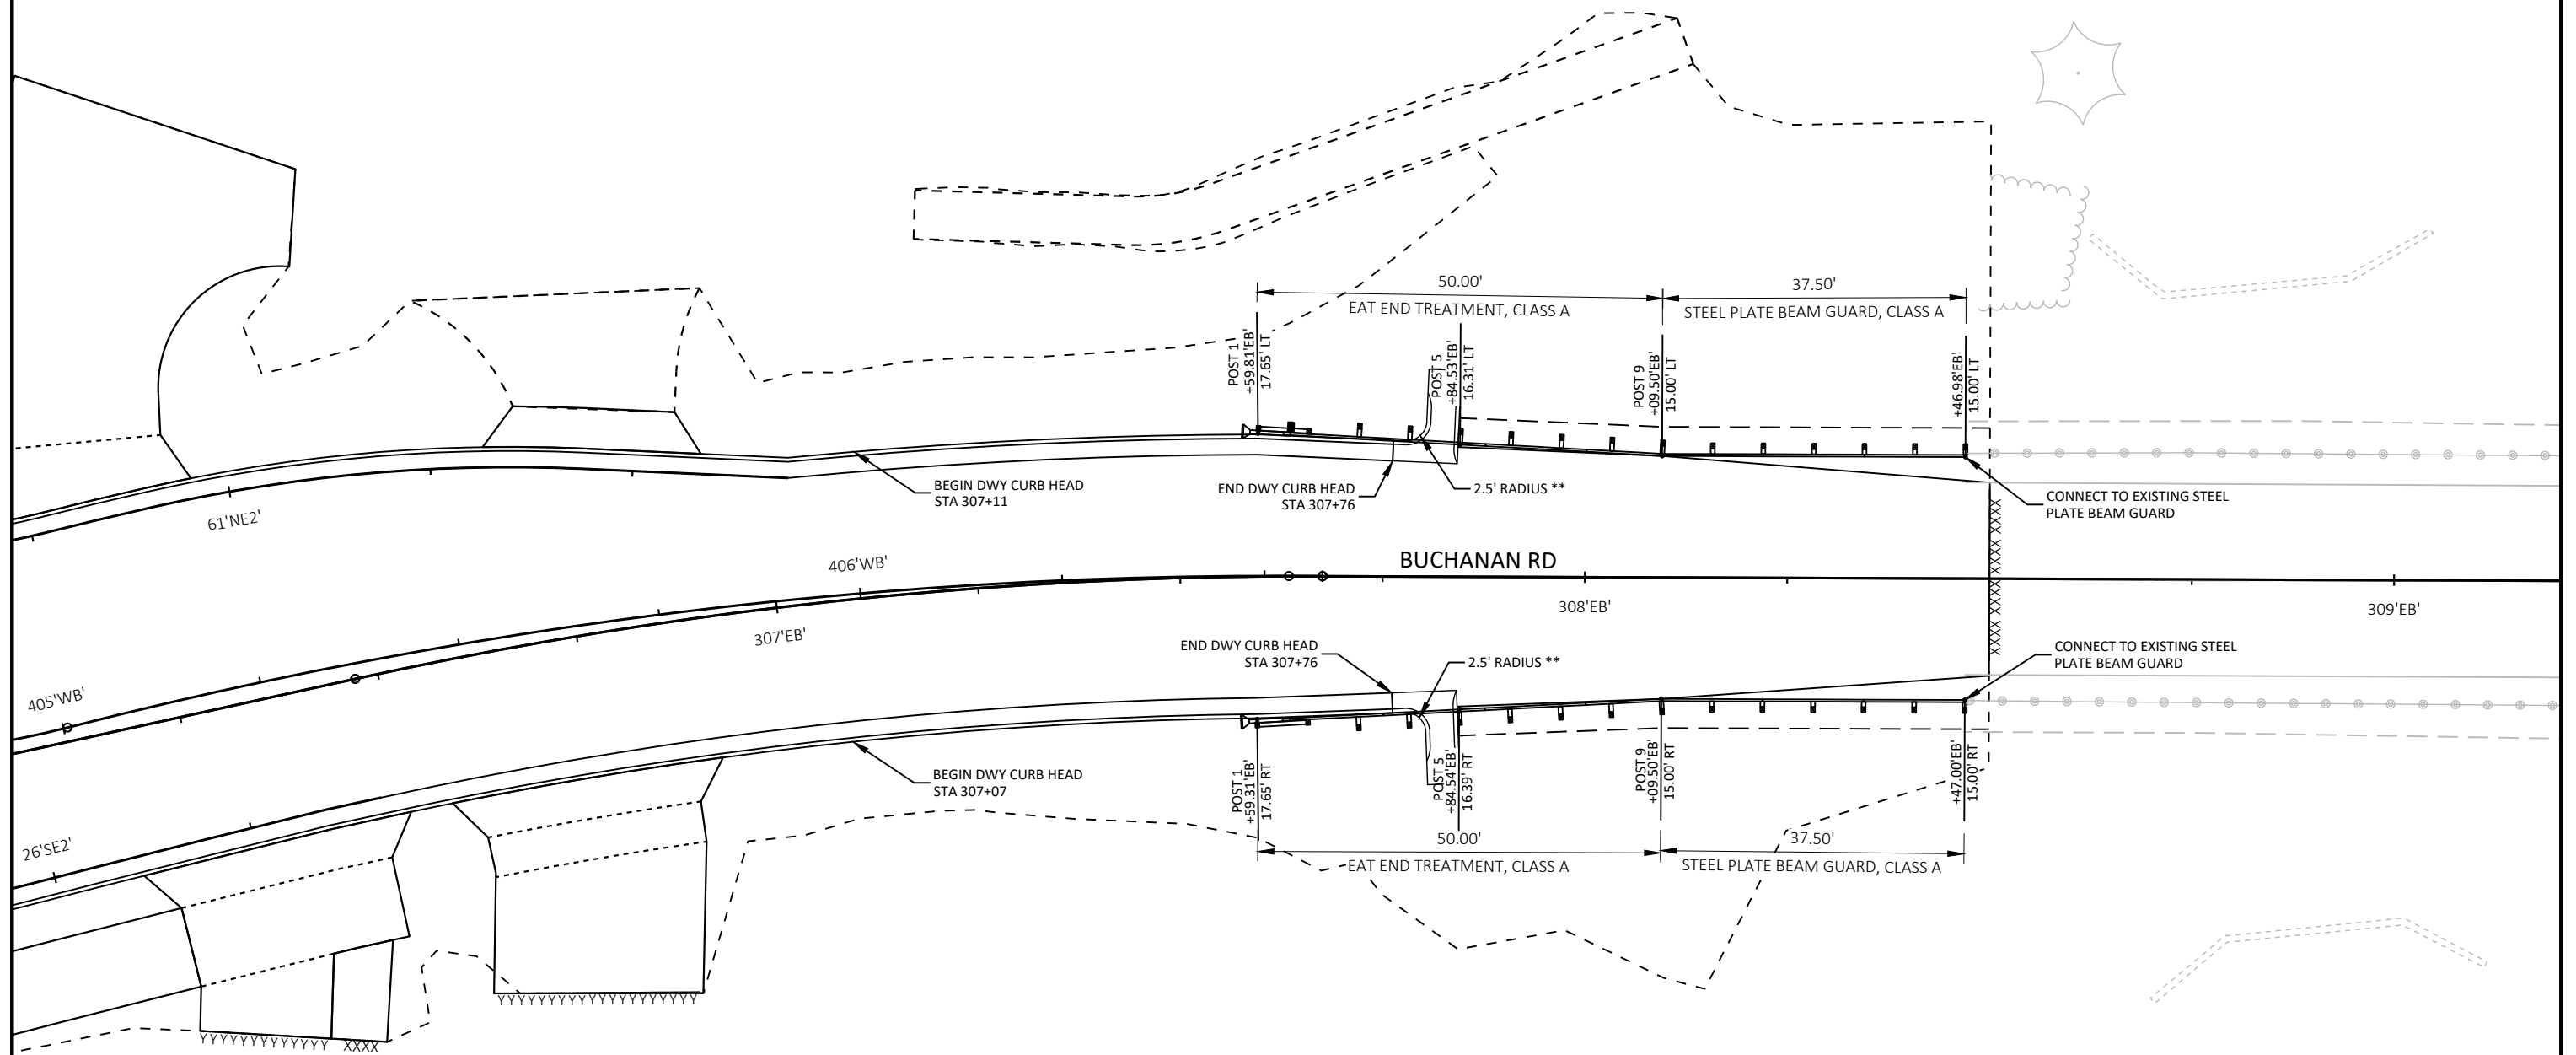 50.00'
EAT END TREATMENT, CLASS A
37.50'
STEEL PLATE BEAM GUARD, CLASS A
POST 1
+59.81'EB'
17.65' LT
POST 5
+84.53'EB'
16.31' LT
POST 9
+09.50'EB'
15.00' LT
+46.98'EB'
15.00' LT
61'NE2'
BEGIN DWY CURB HEAD
STA 307+11
END DWY CURB HEAD
STA 307+76
2.5' RADIUS **
CONNECT TO EXISTING STEEL
PLATE BEAM GUARD
XXXXXXXXXXXXXXX
406'WB'
BUCHANAN RD
307'EB'
308'EB'
309'EB'
405'WB'
END DWY CURB HEAD
STA 307+76
2.5' RADIUS **
CONNECT TO EXISTING STEEL
PLATE BEAM GUARD
26'SE2'
BEGIN DWY CURB HEAD
STA 307+07
POST 1
+59.31'EB'
17.65' RT
POST 5
+84.54'EB'
16.39' RT
POST 9
+09.50'EB'
15.00' RT
+47.00'EB'
15.00' RT
50.00'
EAT END TREATMENT, CLASS A
37.50'
STEEL PLATE BEAM GUARD, CLASS A
YYYYYYYYYYYYYYYYYY
YYYYYYYYYYYYY XXXX